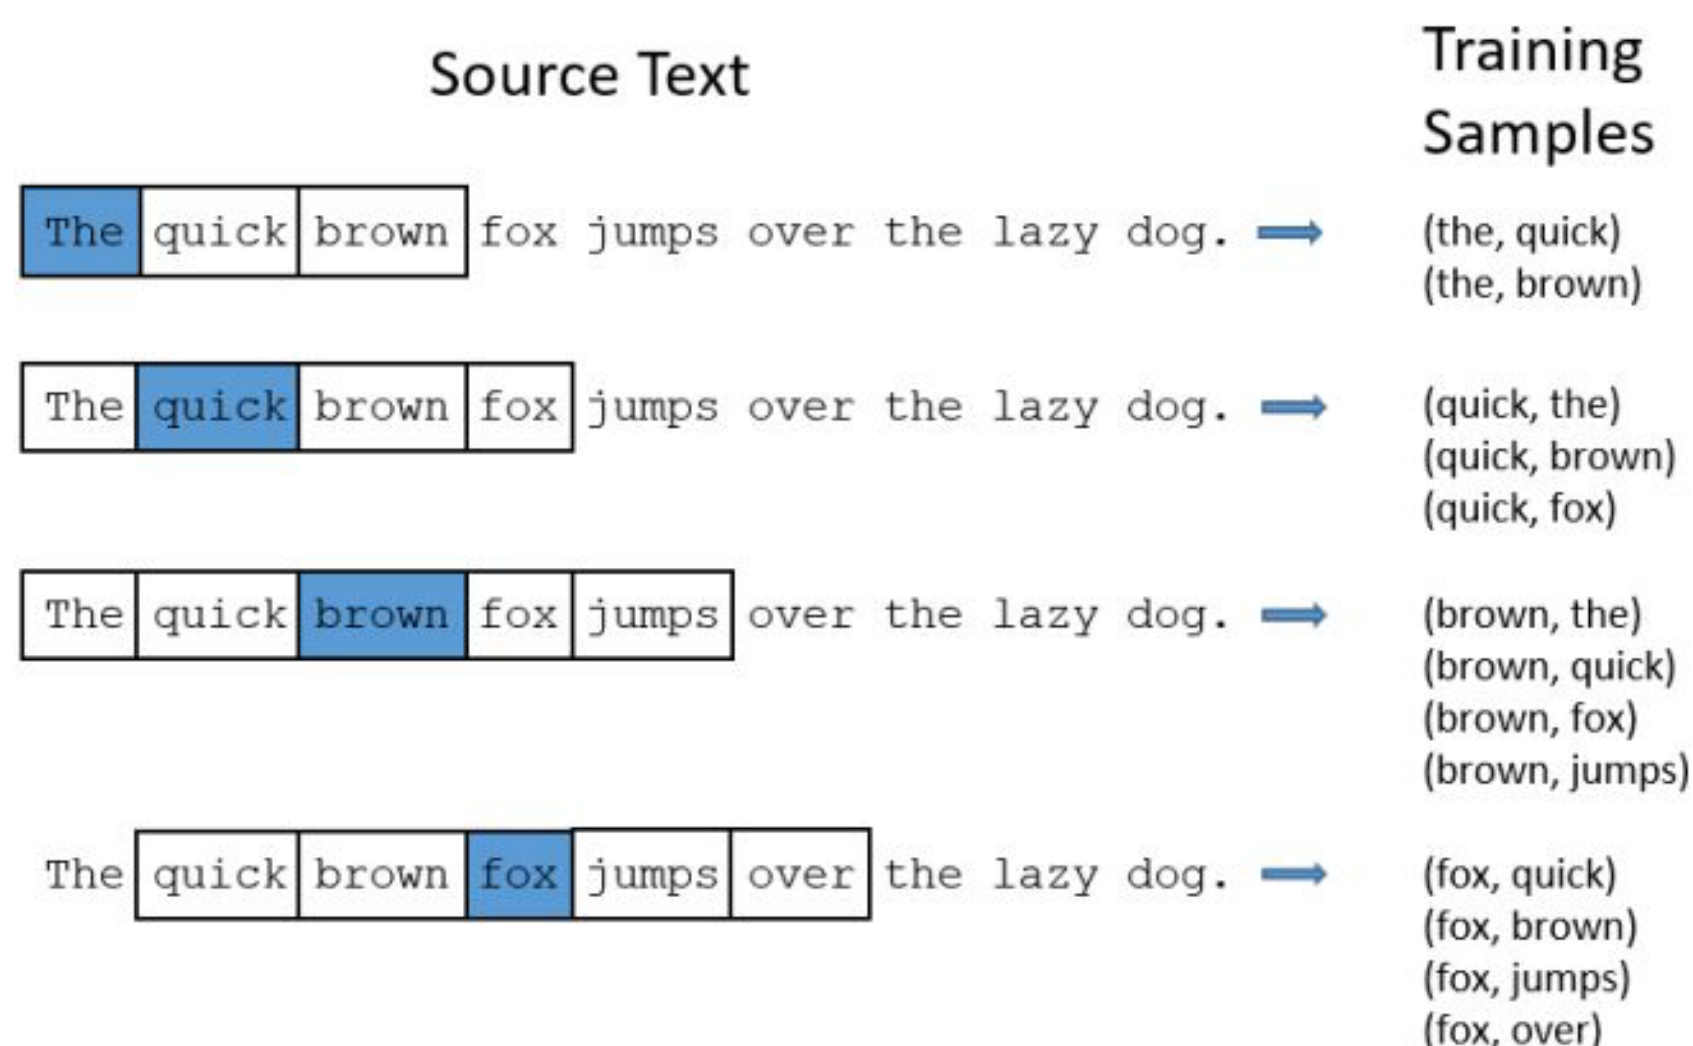 Source Text
Training
Samples
The quick brown fox jumps over the lazy dog.
(the, quick)
(the, brown)
The quick brown fox jumps over the lazy dog.
(quick, the)
(quick, brown)
(quick, fox)
The quick brown fox jumps over the lazy dog.
(brown, the)
(brown, quick)
(brown, fox)
(brown, jumps)
The quick brown fox jumps over the lazy dog.
(fox, quick)
(fox, brown)
(fox, jumps)
(fox, over)